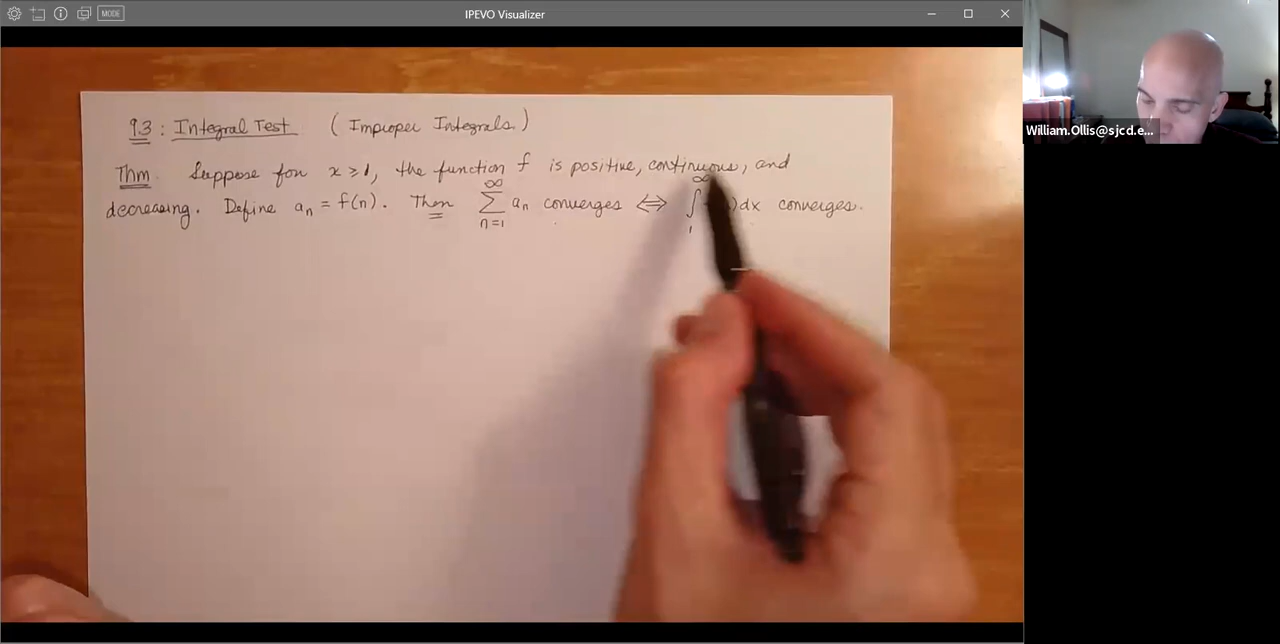 MODE
IPEVO Visualizer
William.Ollis@sjcd.e...
9.3 : Integral Test ( Improper Integrals )
Thm. Suppose for x ≥ 1, the function f is positive, continuous, and
decreasing. Define aₙ = f(n). Then ∑ₙ₌₁^∞ aₙ converges ⇔ ∫₁^∞ )dx converges.